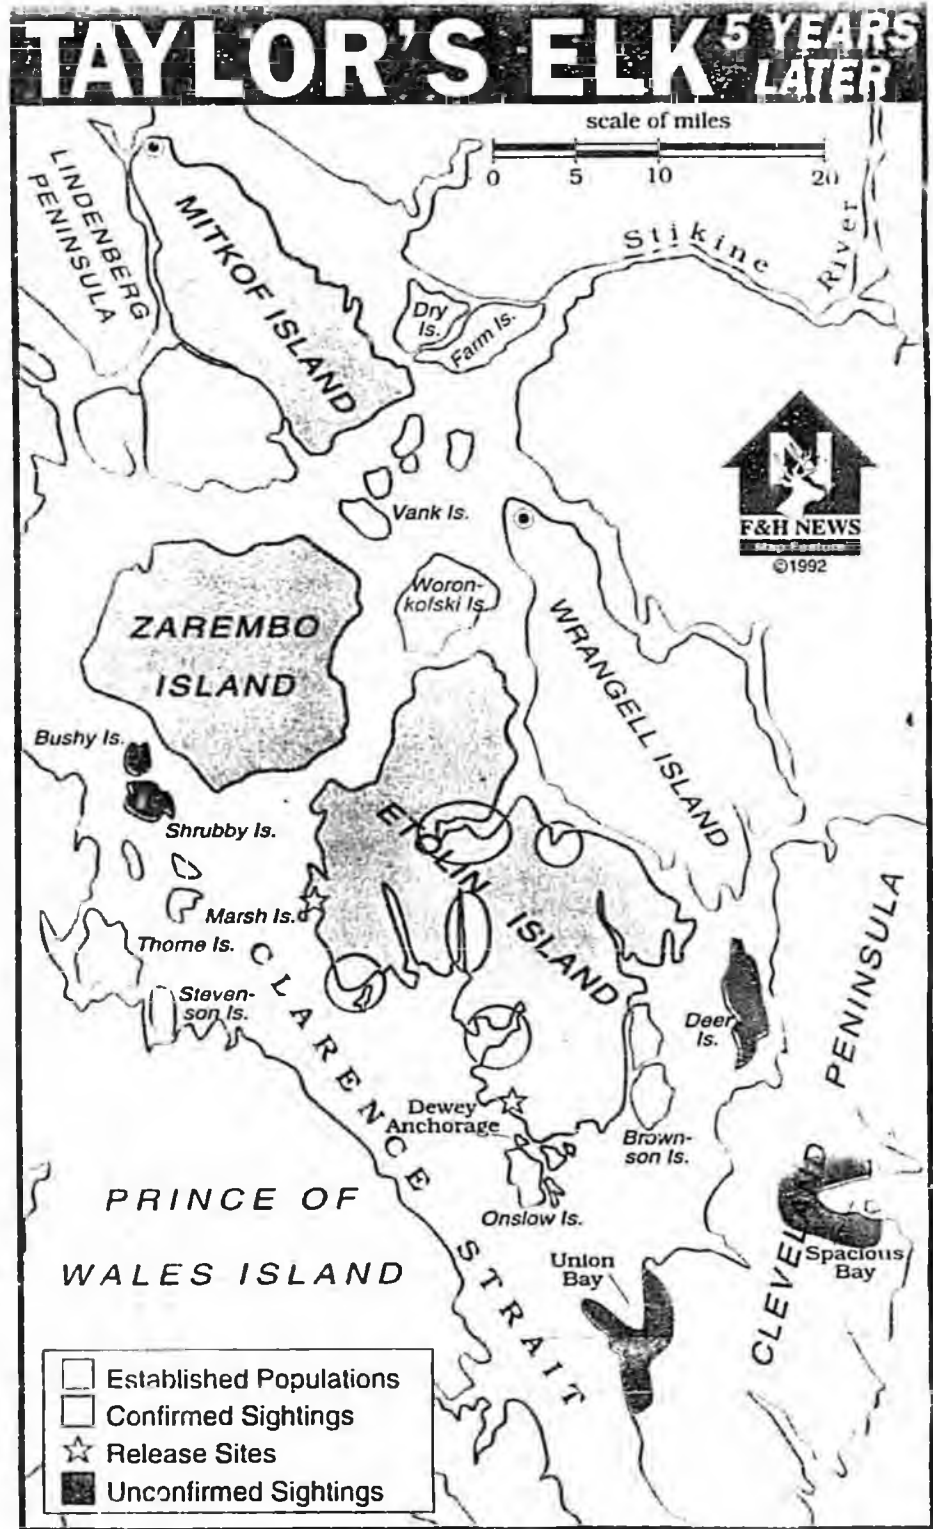 TAYLOR'S ELK 5 YEARS
LATER
scale of miles
0 5 10 20
LINDENBERG
PENINSULA
MITKOF ISLAND
Stikine
River
Dry
Is.
Farm Is.
Vank Is.
F&H NEWS
Map Feature
©1992
Woron-
kofski Is.
ZAREMBO
ISLAND
WRANGELL ISLAND
Bushy Is.
Shrubby Is.
ETOLIN
ISLAND
Marsh Is.
Thorne Is.
Steven-
son Is.
CLARENCE STRAIT
Deer
Is.
CLEVELAND PENINSULA
Dewey
Anchorage
Brown-
son Is.
Onslow Is.
PRINCE OF
WALES ISLAND
Union
Bay
Spacious
Bay
Established Populations
Confirmed Sightings
Release Sites
Unconfirmed Sightings